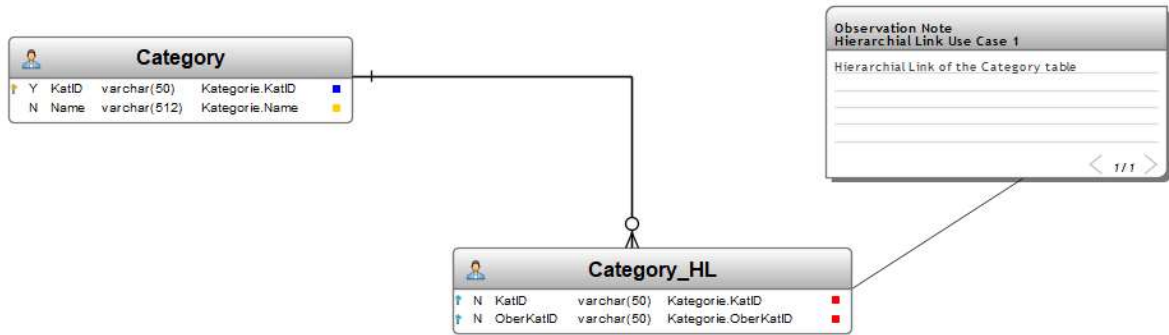 Observation Note
Hierarchial Link Use Case 1
Hierarchial Link of the Category table
1/1
Category
Y KatID varchar(50) Kategorie.KatID
N Name varchar(512) Kategorie.Name
Category_HL
N KatID varchar(50) Kategorie.KatID
N OberKatID varchar(50) Kategorie.OberKatID